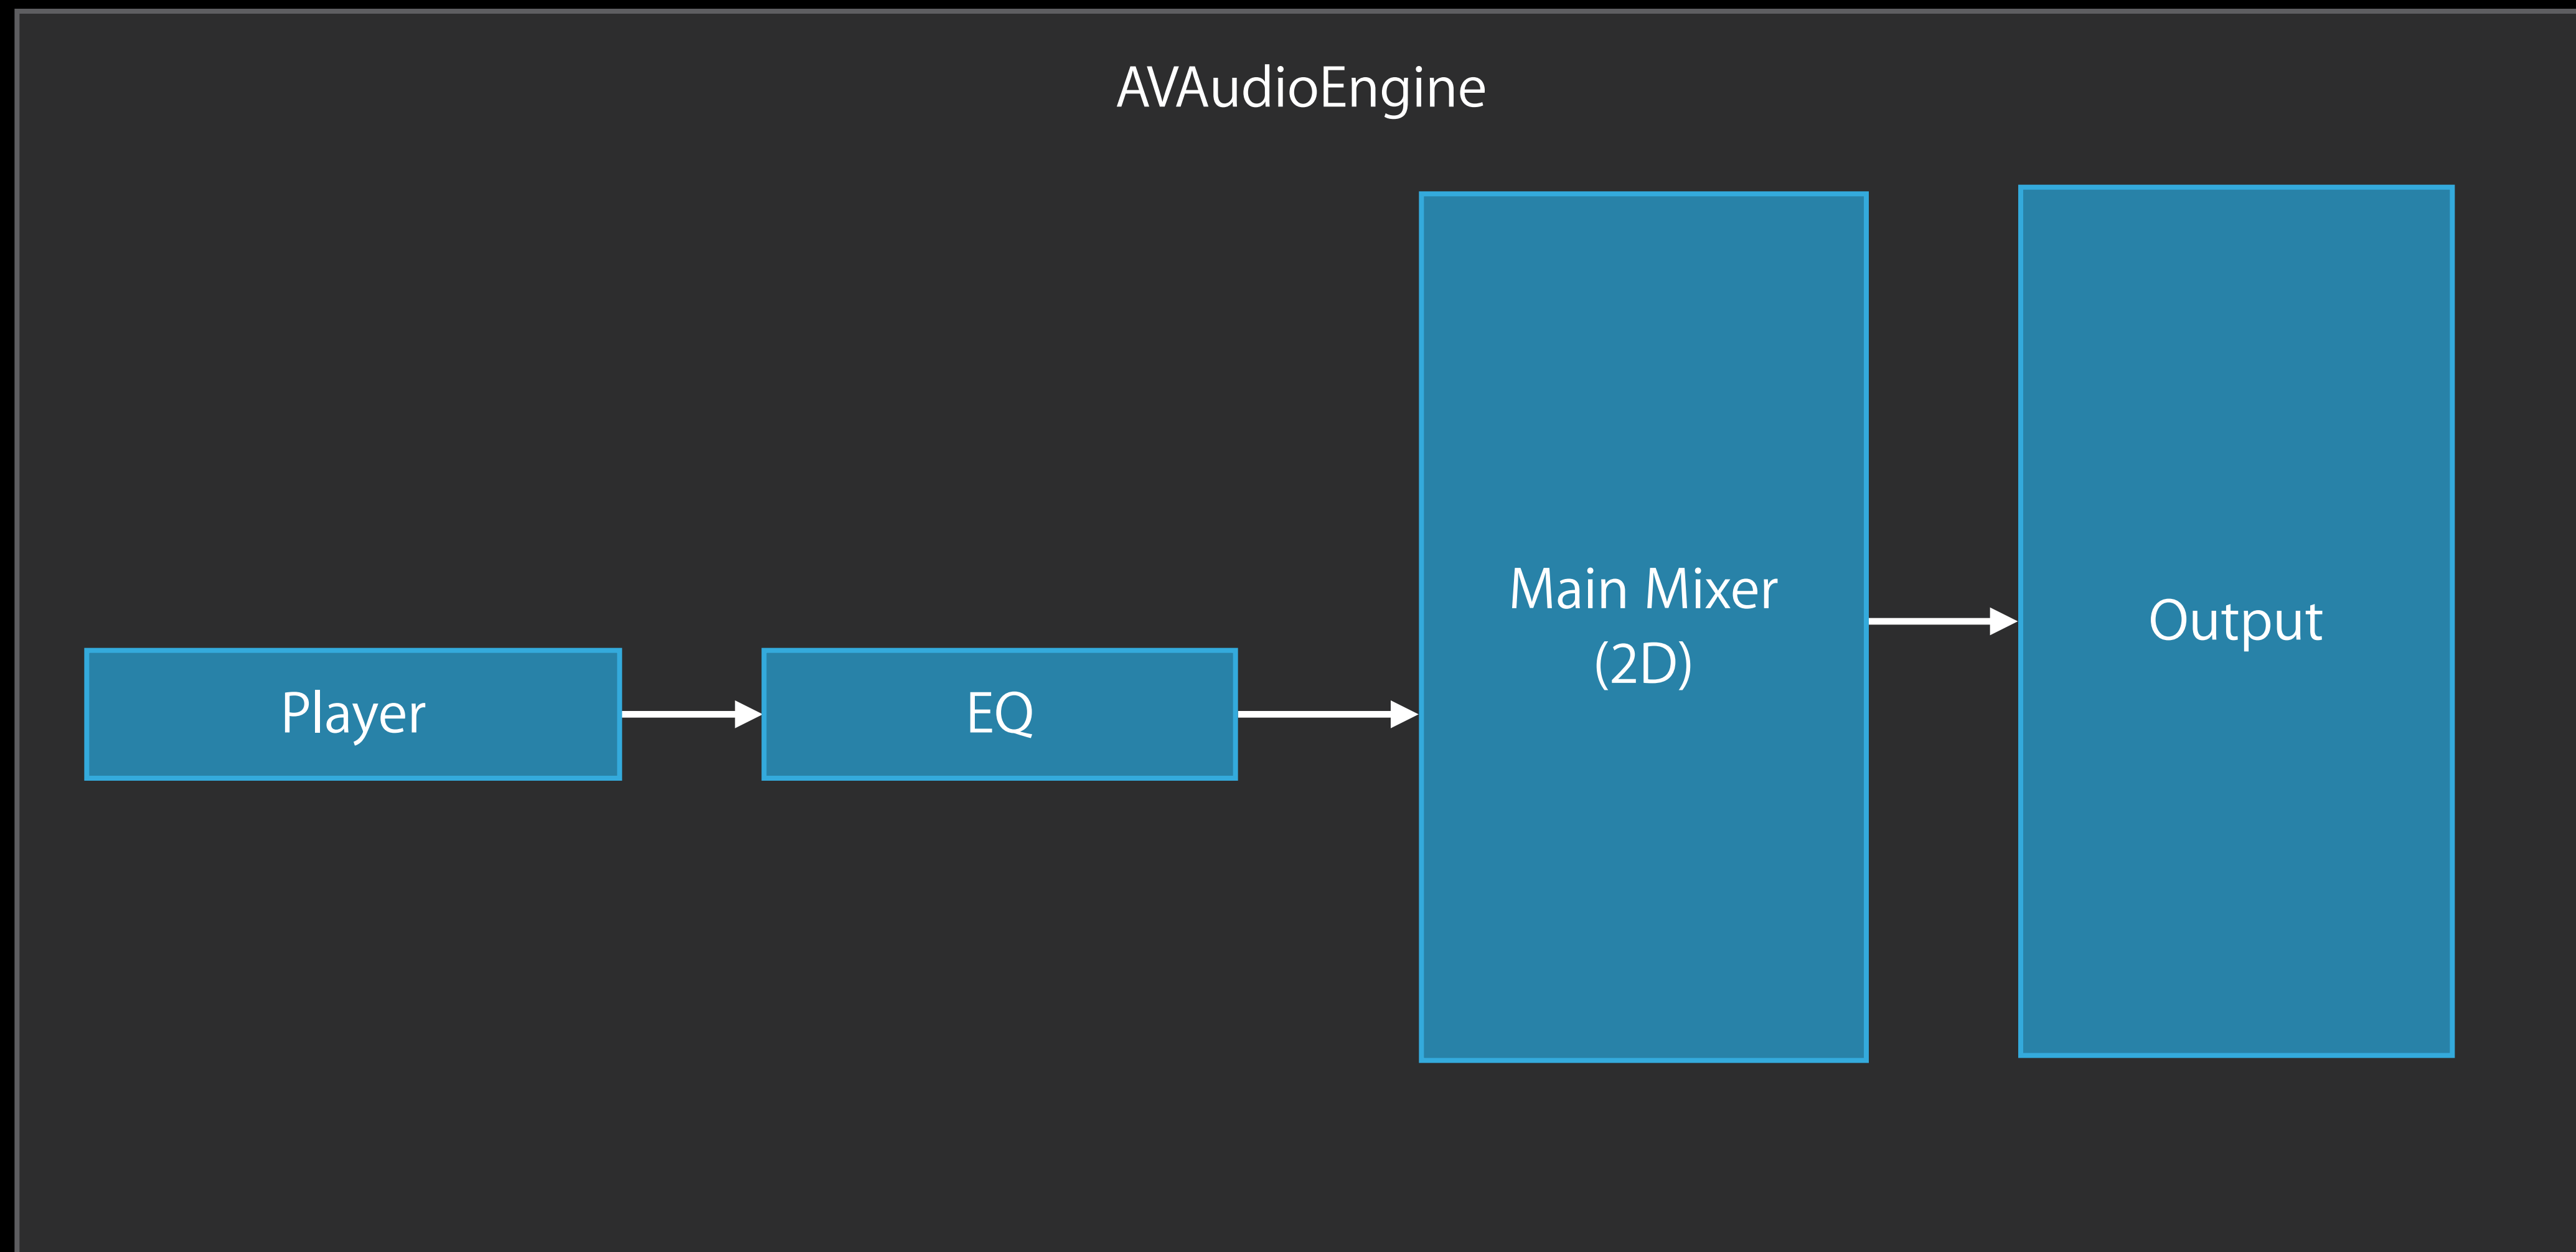 AVAudioEngine
Player
EQ
Main Mixer
(2D)
Output